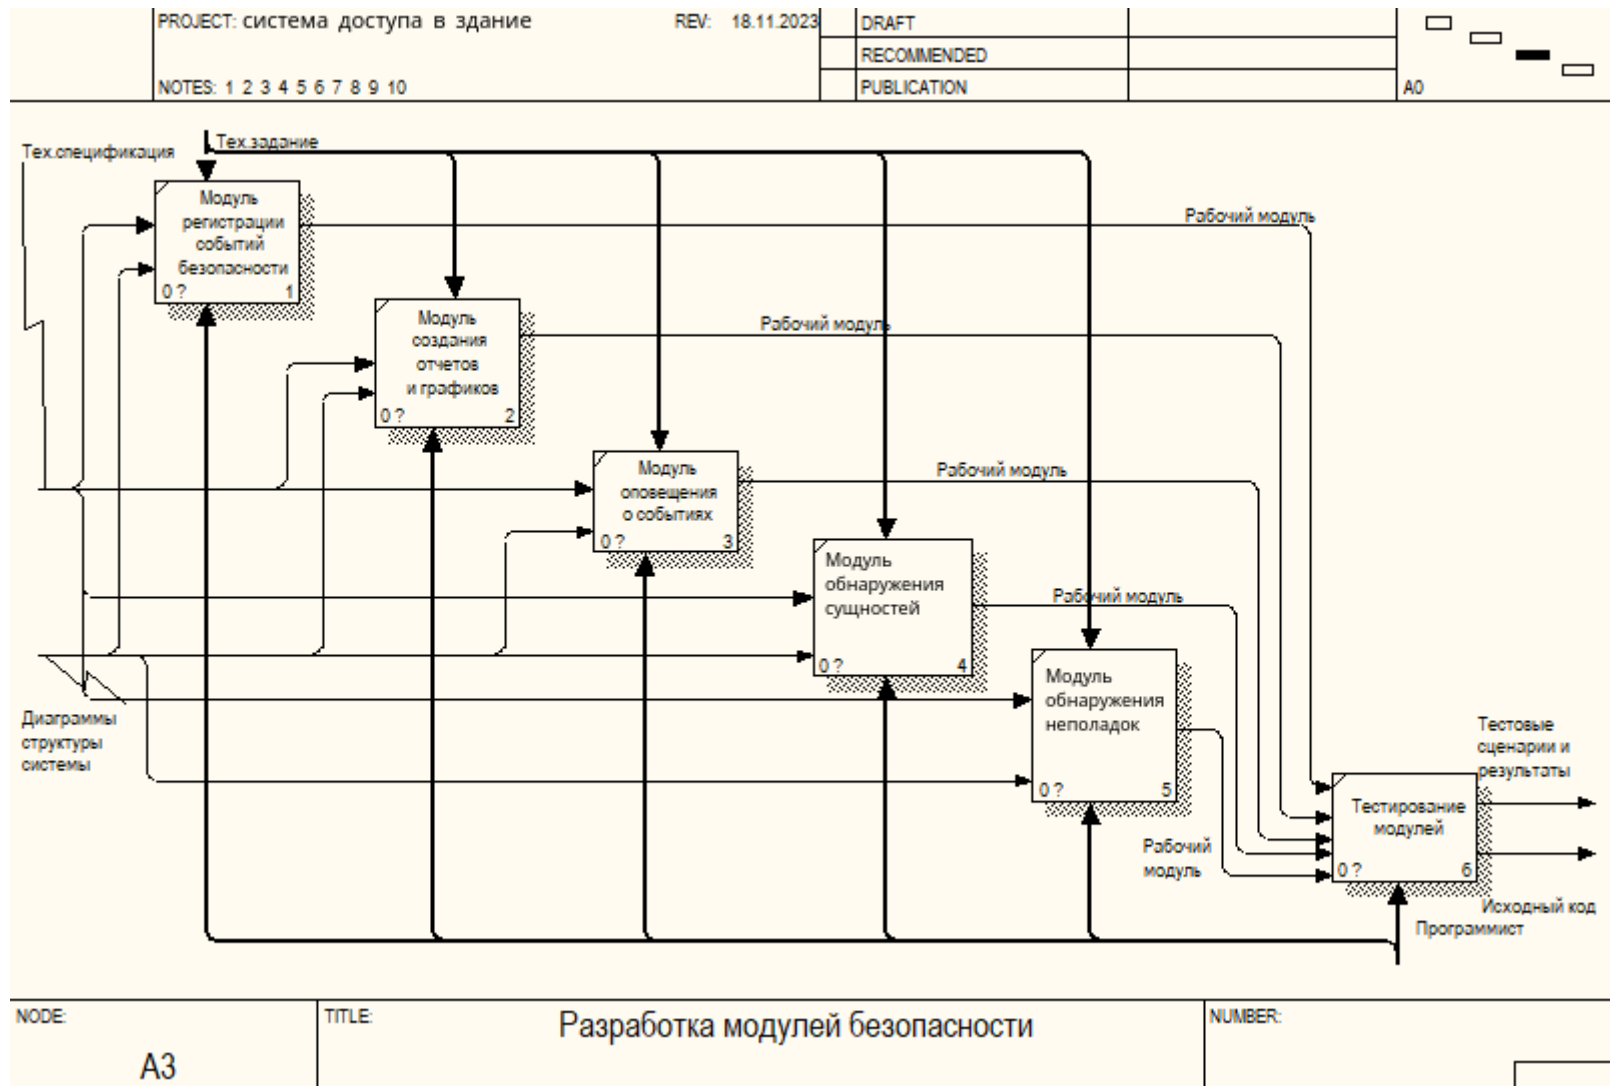 PROJECT: система доступа в здание
REV: 18.11.2023
DRAFT
RECOMMENDED
NOTES: 1 2 3 4 5 6 7 8 9 10
PUBLICATION
A0
Тех.спецификация
Тех.задание
Модуль
регистрации
событий
безопасности
0 ?
1
Рабочий модуль
Модуль
создания
отчетов
и графиков
0 ?
2
Рабочий модуль
Модуль
оповещения
о событиях
0 ?
3
Рабочий модуль
Модуль
обнаружения
сущностей
0 ?
4
Рабочий модуль
Модуль
обнаружения
неполадок
0 ?
5
Рабочий
модуль
Диаграммы
структуры
системы
Тестовые
сценарии и
результаты
Тестирование
модулей
0 ?
6
Исходный код
Программист
NODE:
A3
TITLE:
Разработка модулей безопасности
NUMBER: